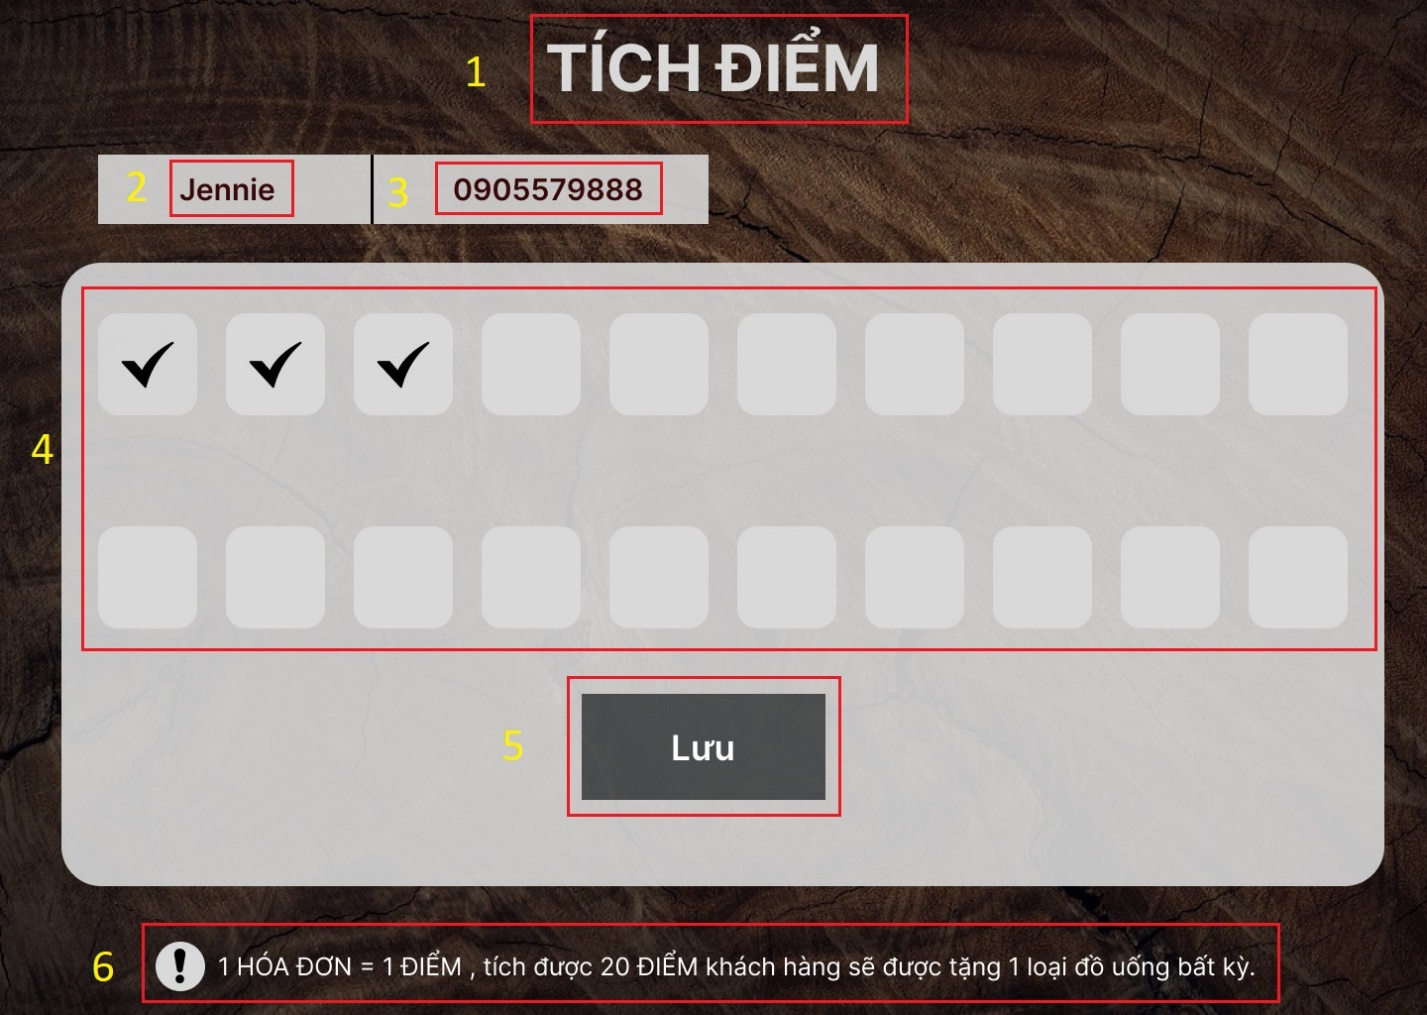 1 TÍCH ĐIỂM
2 Jennie 3 0905579888
4
5 Lưu
6 1 HÓA ĐƠN = 1 ĐIỂM , tích được 20 ĐIỂM khách hàng sẽ được tặng 1 loại đồ uống bất kỳ.